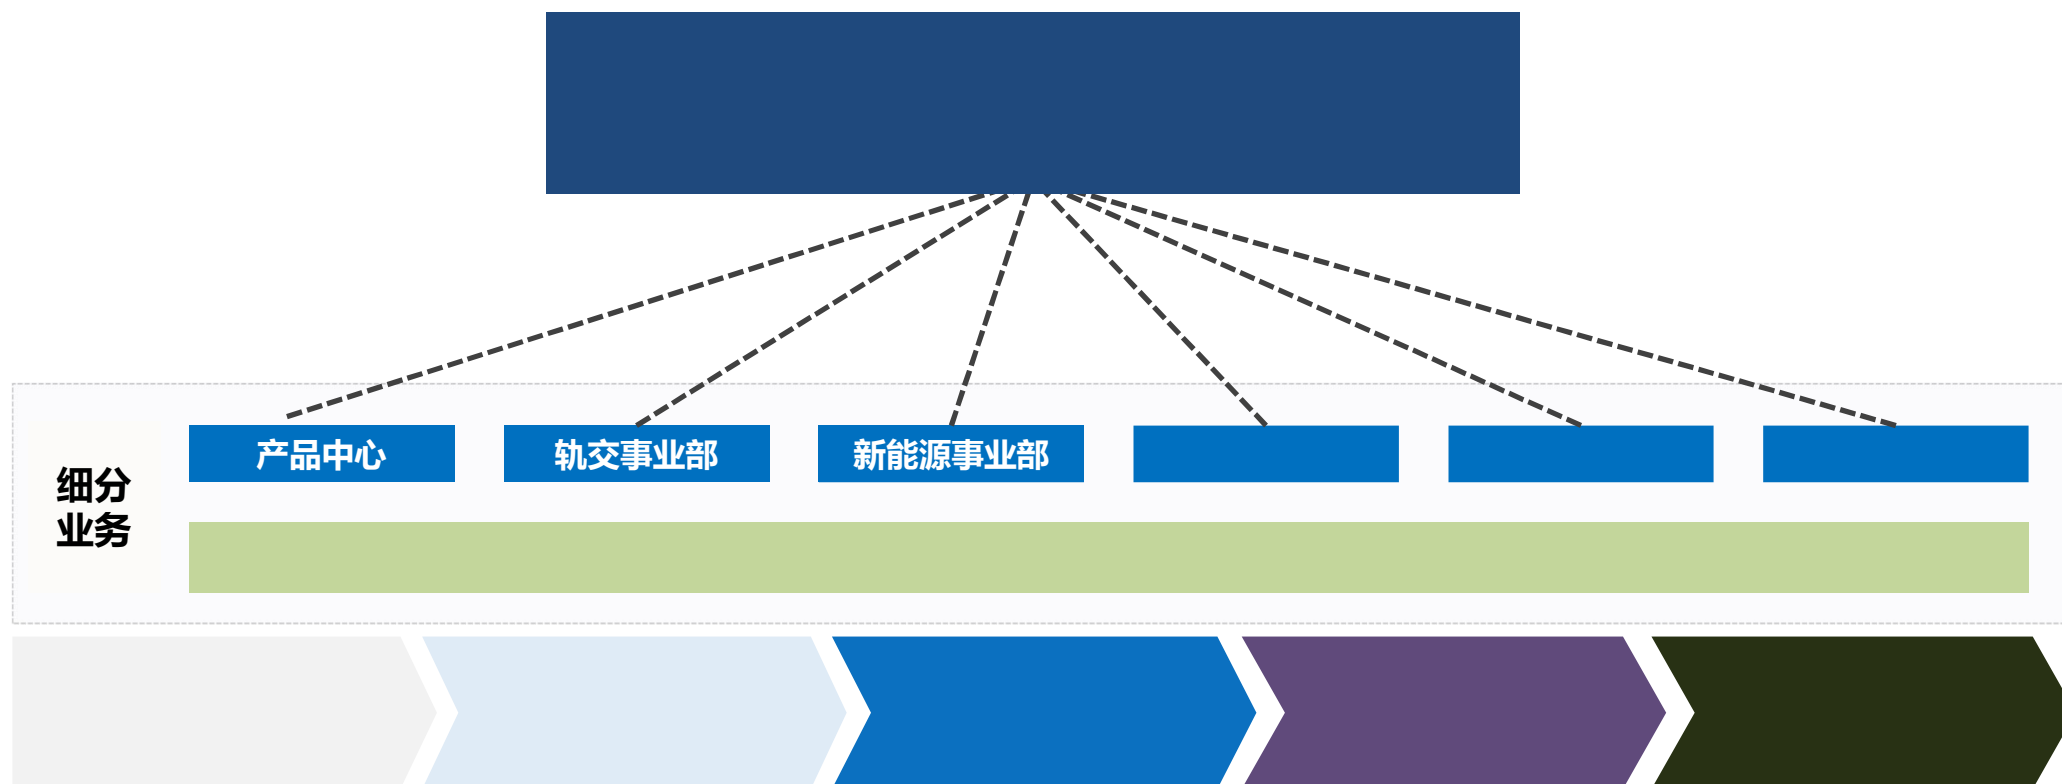 产品中心
轨交事业部
新能源事业部
细分
业务